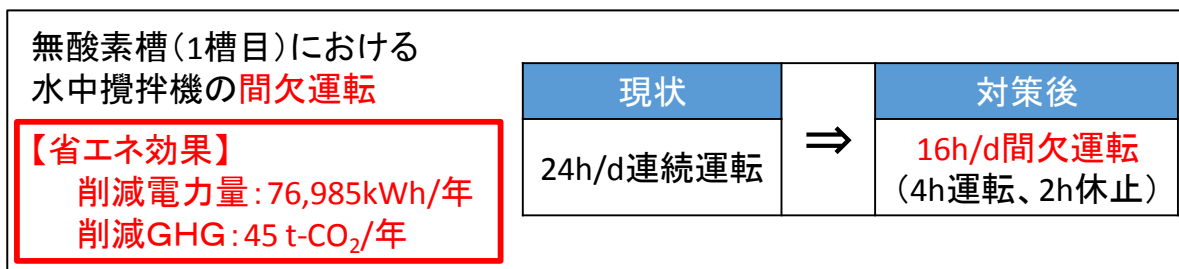 無酸素槽(1槽目)における
水中攪拌機の間欠運転
【省エネ効果】
削減電力量:76,985kWh/年
削減GHG:45 t-CO₂/年
現状
24h/d連続運転
⇒
対策後
16h/d間欠運転
(4h運転、2h休止)